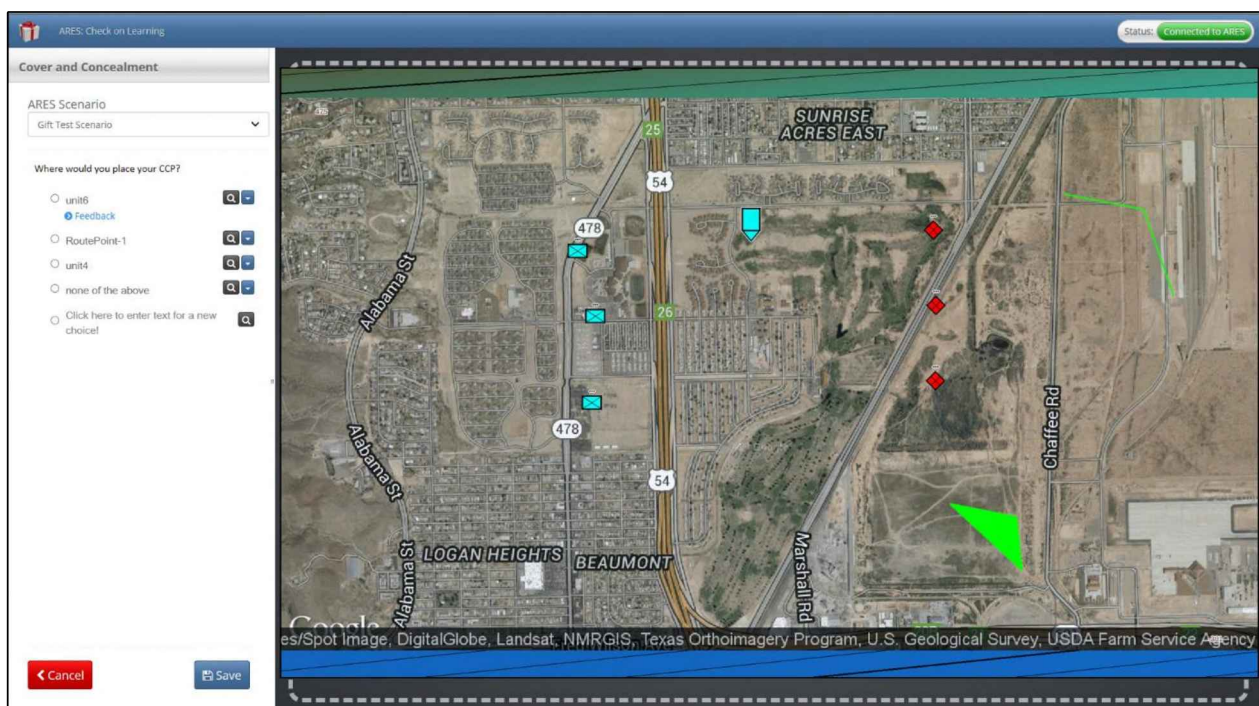 ARES: Check on Learning
Status: Connected to ARES
Cover and Concealment
ARES Scenario
Gift Test Scenario
Where would you place your CCP?
unit6
Feedback
RoutePoint-1
unit4
none of the above
Click here to enter text for a new
choice!
Cancel
Save
SUNRISE
ACRES EAST
25
54
478
Alabama St
26
478
Chaffee Rd
Alabama St
54
Alabama St
LOGAN HEIGHTS
BEAUMONT
Marshall Rd
Google
es/Spot Image, DigitalGlobe, Landsat, NMRGIS, Texas Orthoimagery Program, U.S. Geological Survey, USDA Farm Service Agency